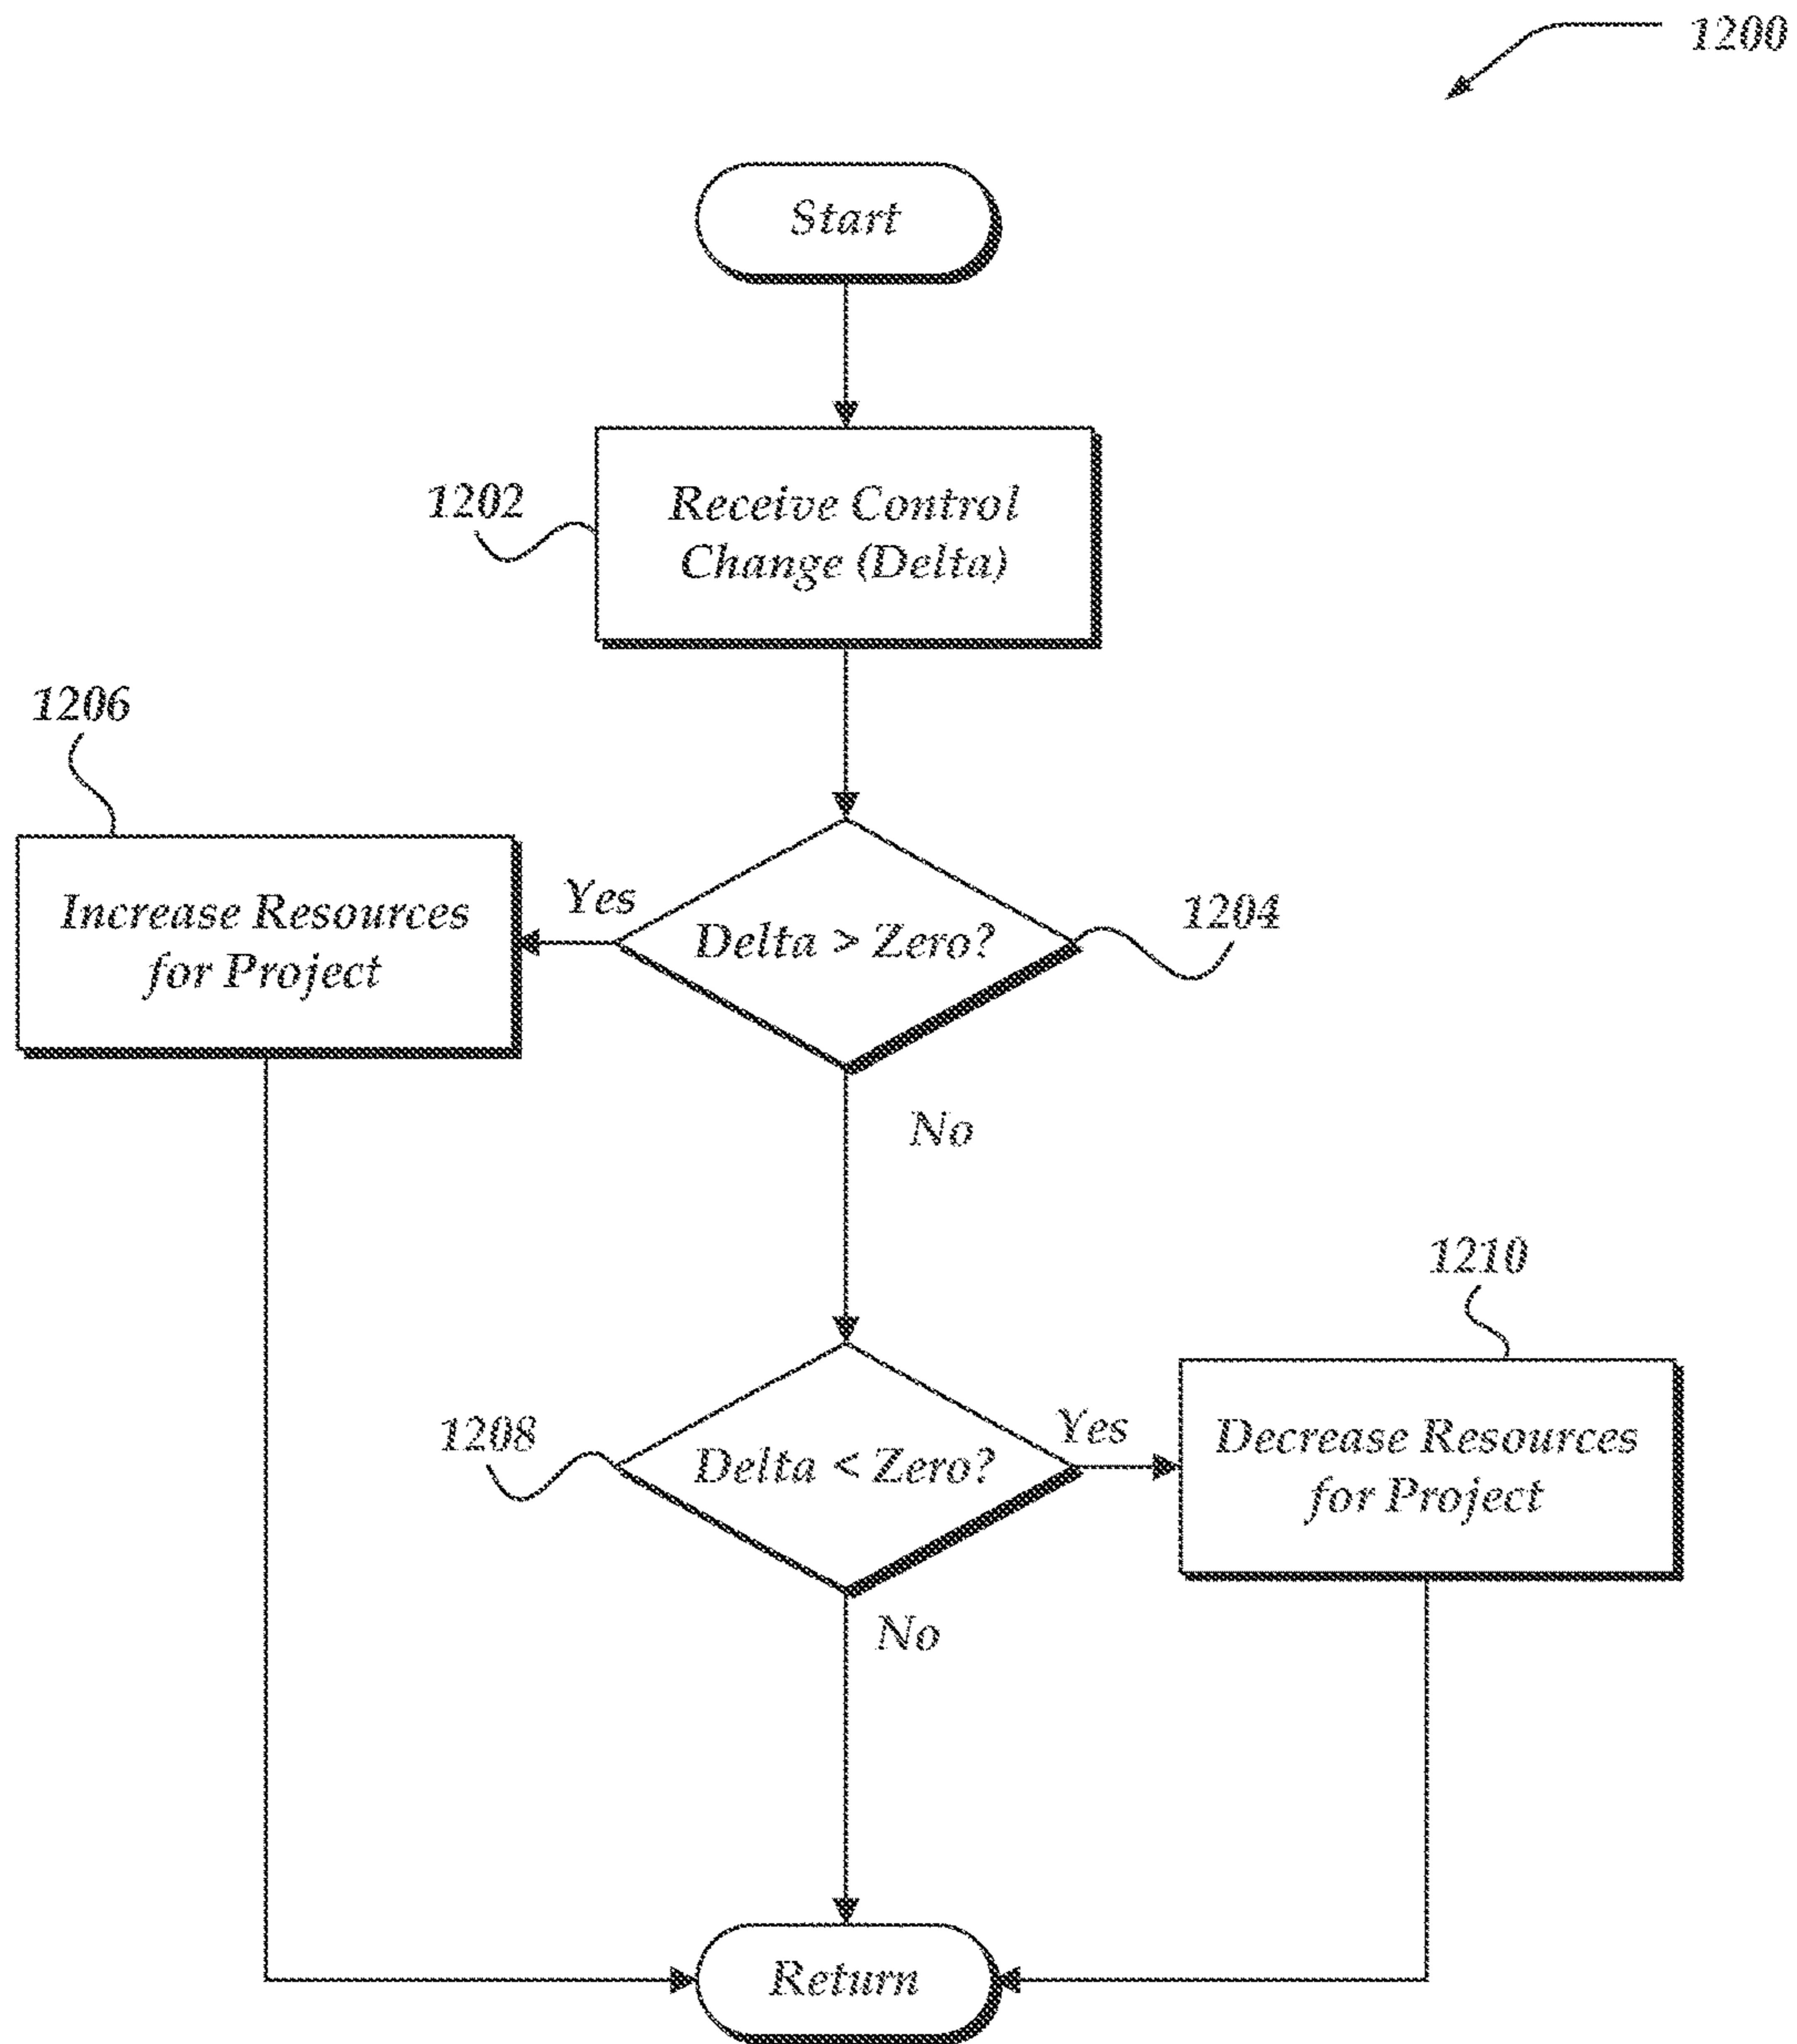 1200
Start
1202
Receive Control
Change (Delta)
1206
Increase Resources
for Project
Yes
Delta > Zero?
1204
No
1210
1208
Delta < Zero?
Yes
Decrease Resources
for Project
No
Return